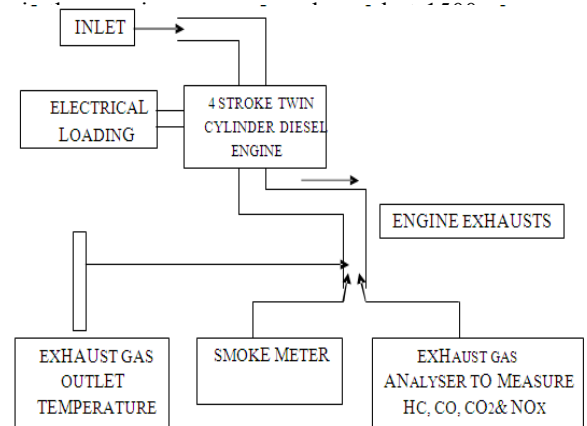 INLET
ELECTRICAL
LOADING
4 STROKE TWIN
CYLINDER DIESEL
ENGINE
ENGINE EXHAUSTS
EXHAUST GAS
OUTLET
TEMPERATURE
SMOKE METER
EXHAUST GAS
ANALYSER TO MEASURE
HC, CO, CO2& NOX